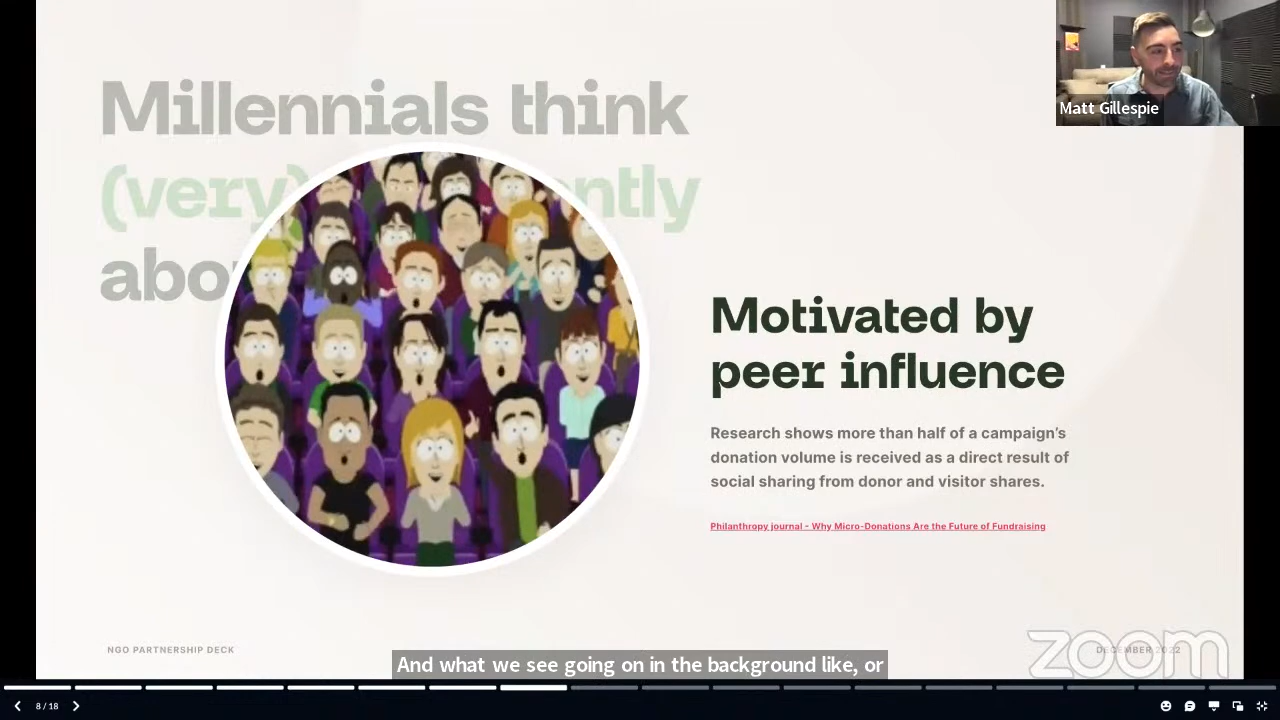 Millennials think
(very) ntly
abo
Matt Gillespie
Motivated by
peer influence
Research shows more than half of a campaign's
donation volume is received as a direct result of
social sharing from donor and visitor shares.
Philanthropy journal - Why Micro-Donations Are the Future of Fundraising
NGO PARTNERSHIP DECK
DECEMBER 2022
zoom
And what we see going on in the background like, or
8 / 18